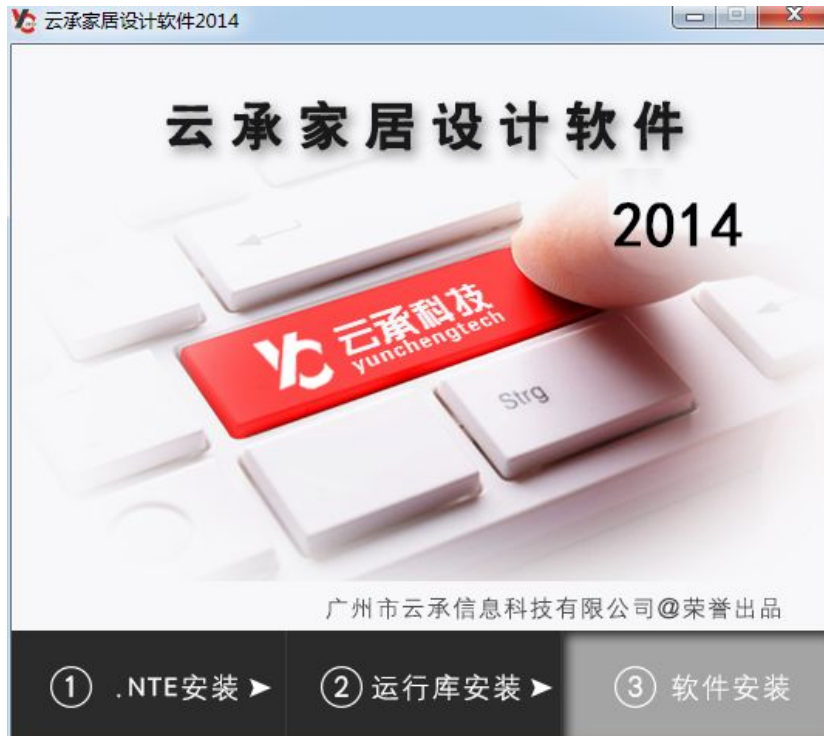 云承家居设计软件2014
云承家居设计软件
2014
YC 云承科技
yunchengtech
Strg
广州市云承信息科技有限公司@荣誉出品
① .NTE安装➤ ② 运行库安装➤ ③ 软件安装